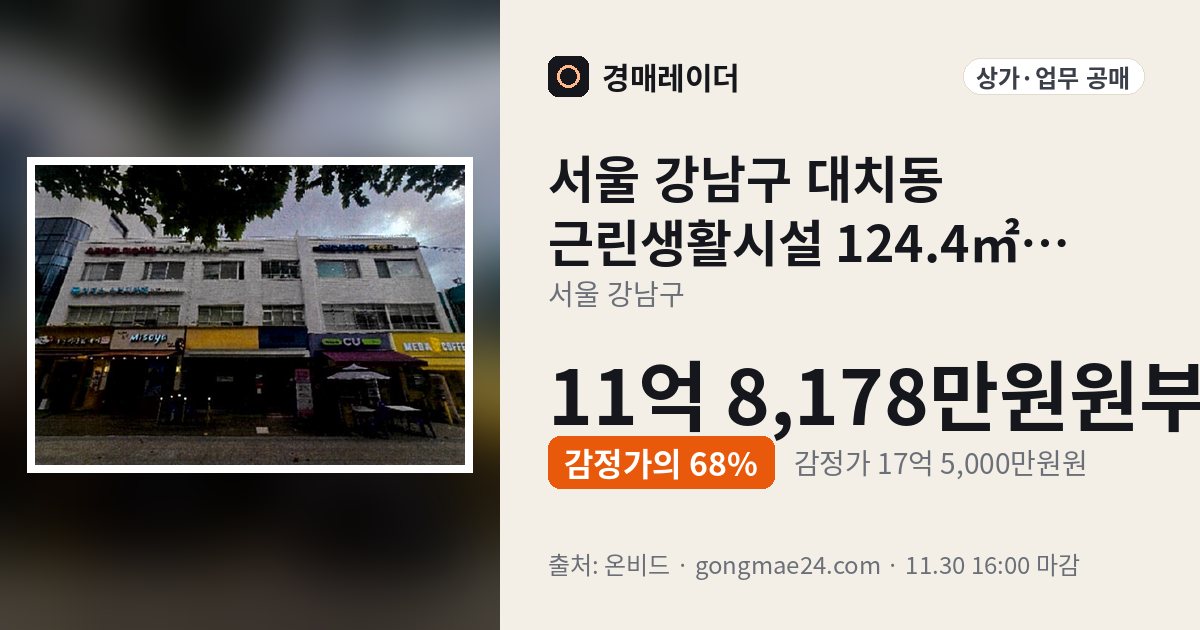 경매레이더
상가·업무 공매
서울 강남구 대치동
근린생활시설 124.4㎡…
서울 강남구
11억 8,178만원원부
감정가의 68%
감정가 17억 5,000만원원
출처: 온비드 · gongmae24.com · 11.30 16:00 마감
Misoya
CU
MEGA COFFEE